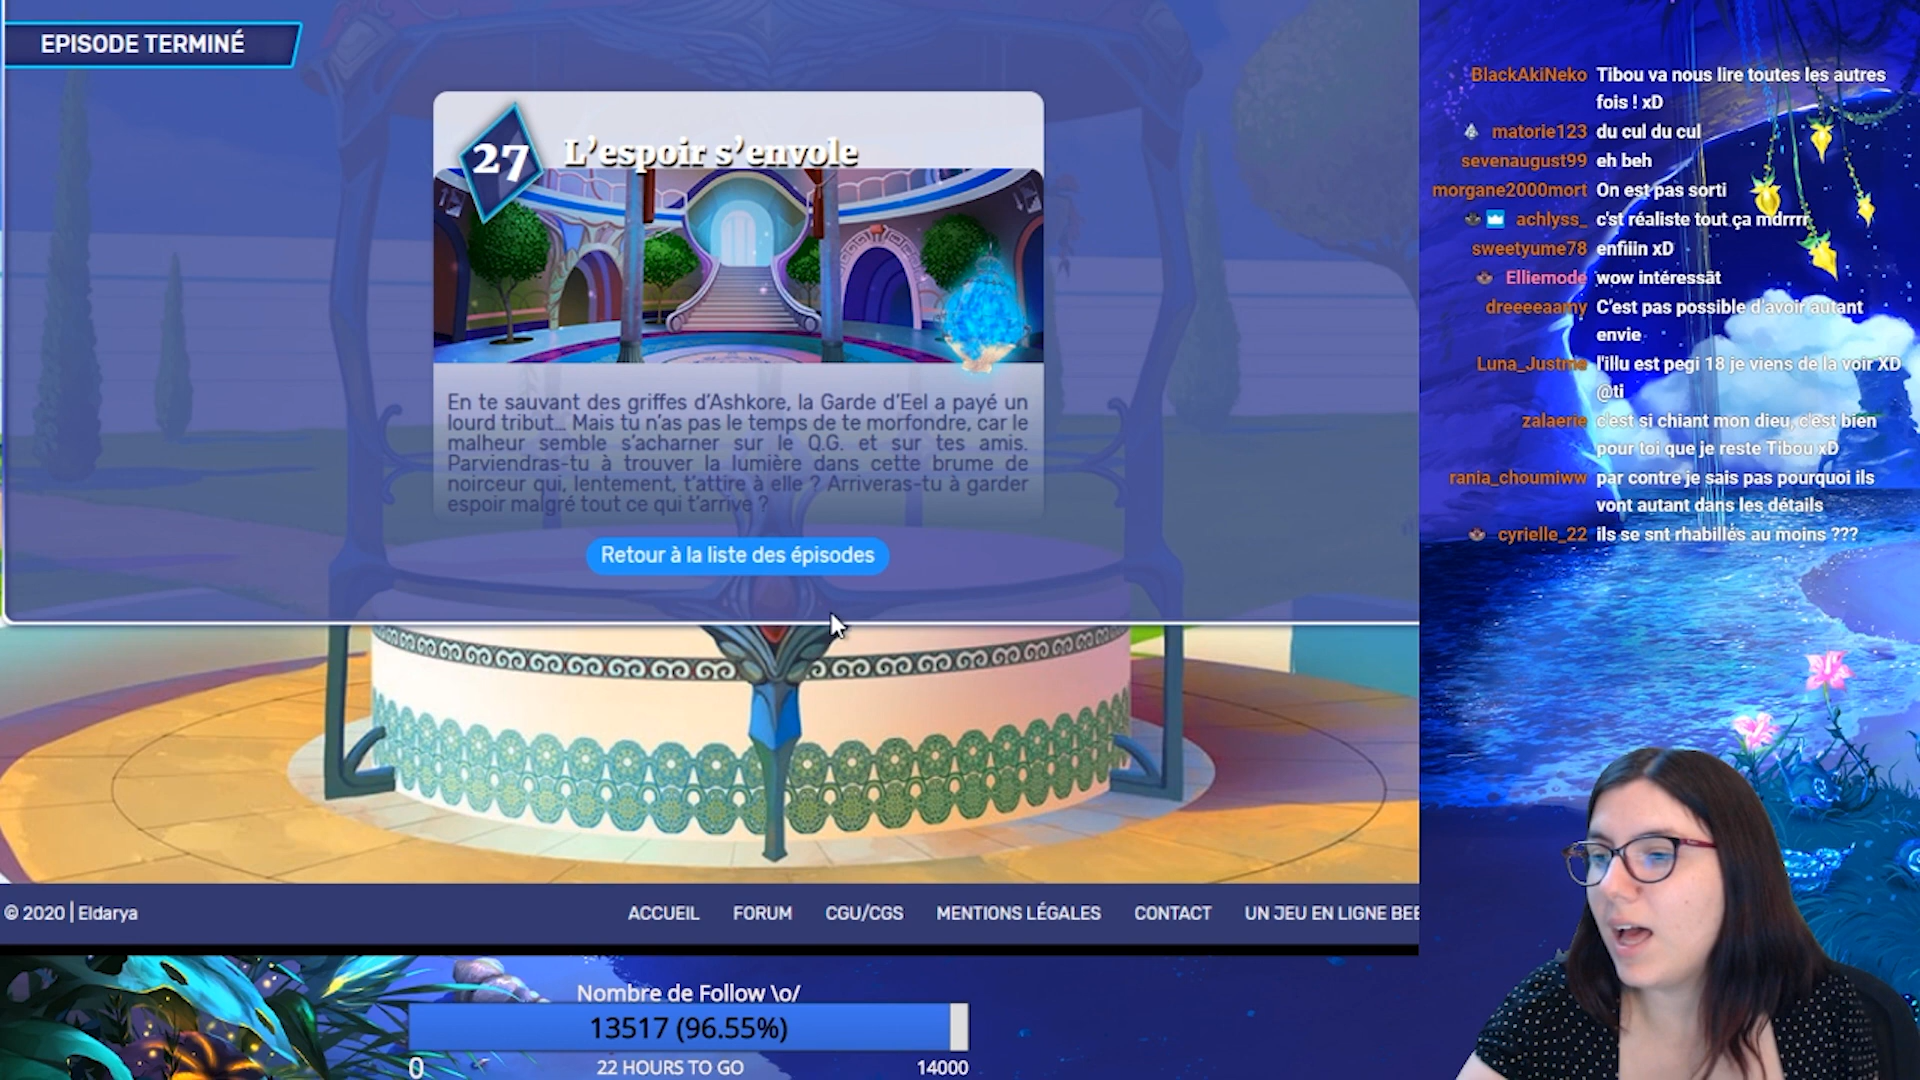 EPISODE TERMINÉ
27
L’espoir s’envole
En te sauvant des griffes d’Ashkore, la Garde d’Eel a payé un
lourd tribut... Mais tu n’as pas le temps de te morfondre, car le
malheur semble s’acharner sur le Q.G. et sur tes amis.
Parviendras-tu à trouver la lumière dans cette brume de
noirceur qui, lentement, t’attire à elle ? Arriveras-tu à garder
espoir malgré tout ce qui t’arrive ?
Retour à la liste des épisodes
© 2020 | Eldarya
ACCUEIL
FORUM
CGU/CGS
MENTIONS LÉGALES
CONTACT
UN JEU EN LIGNE BEE
Nombre de Follow \o/
13517 (96.55%)
0
22 HOURS TO GO
14000
BlackAkiNeko Tibou va nous lire toutes les autres
fois ! xD
matorie123 du cul du cul
sevenaugust99 eh beh
morgane2000mort On est pas sorti
achlyss_ c'st réaliste tout ça mdrrrr
sweetyume78 enfiiin xD
Elliemode wow intéressät
dreeeeaamy C'est pas possible d'avoir autant
envie
Luna_Justme l'illu est pegi 18 je viens de la voir XD
@ti
zalaerie c'est si chiant mon dieu, c'est bien
pour toi que je reste Tibou xD
rania_choumiww par contre je sais pas pourquoi ils
vont autant dans les détails
cyrielle_22 ils se snt rhabillés au moins ???